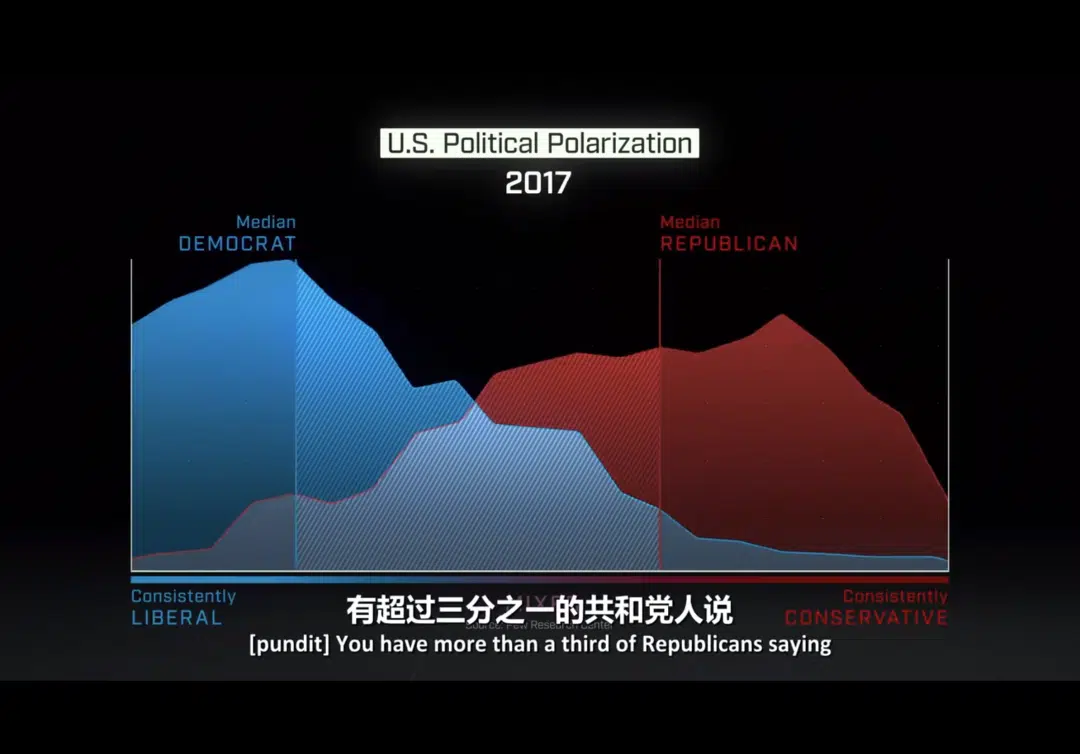 U.S. Political Polarization
2017
Median
DEMOCRAT
Median
REPUBLICAN
Consistently
LIBERAL
Consistently
CONSERVATIVE
有超过三分之一的共和党人说
Source: Pew Research Center
[pundit] You have more than a third of Republicans saying